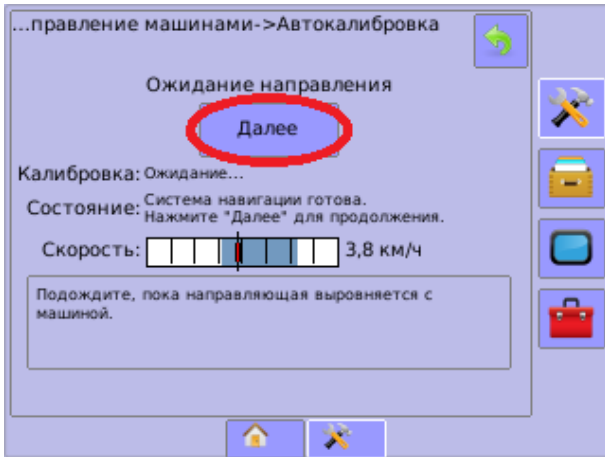 ...правление машинами->Автокалибровка
Ожидание направления
Далее
Калибровка: Ожидание...
Состояние: Система навигации готова.
Нажмите "Далее" для продолжения.
Скорость: 3,8 км/ч
Подождите, пока направляющая выровняется с
машиной.